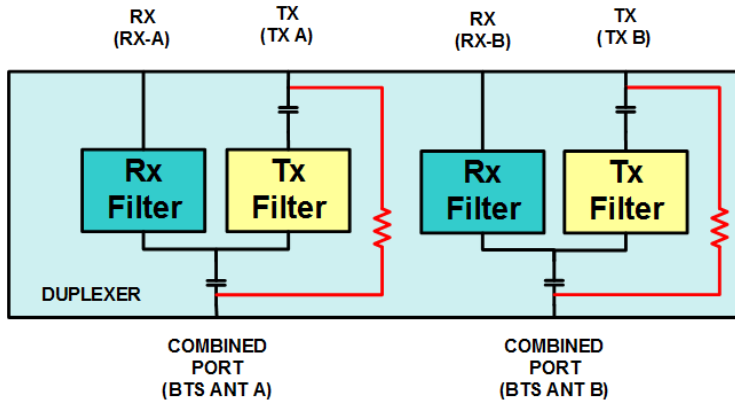 RX
(RX-A)
TX
(TX A)
RX
(RX-B)
TX
(TX B)
Rx
Filter
Tx
Filter
Rx
Filter
Tx
Filter
DUPLEXER
COMBINED
PORT
(BTS ANT A)
COMBINED
PORT
(BTS ANT B)